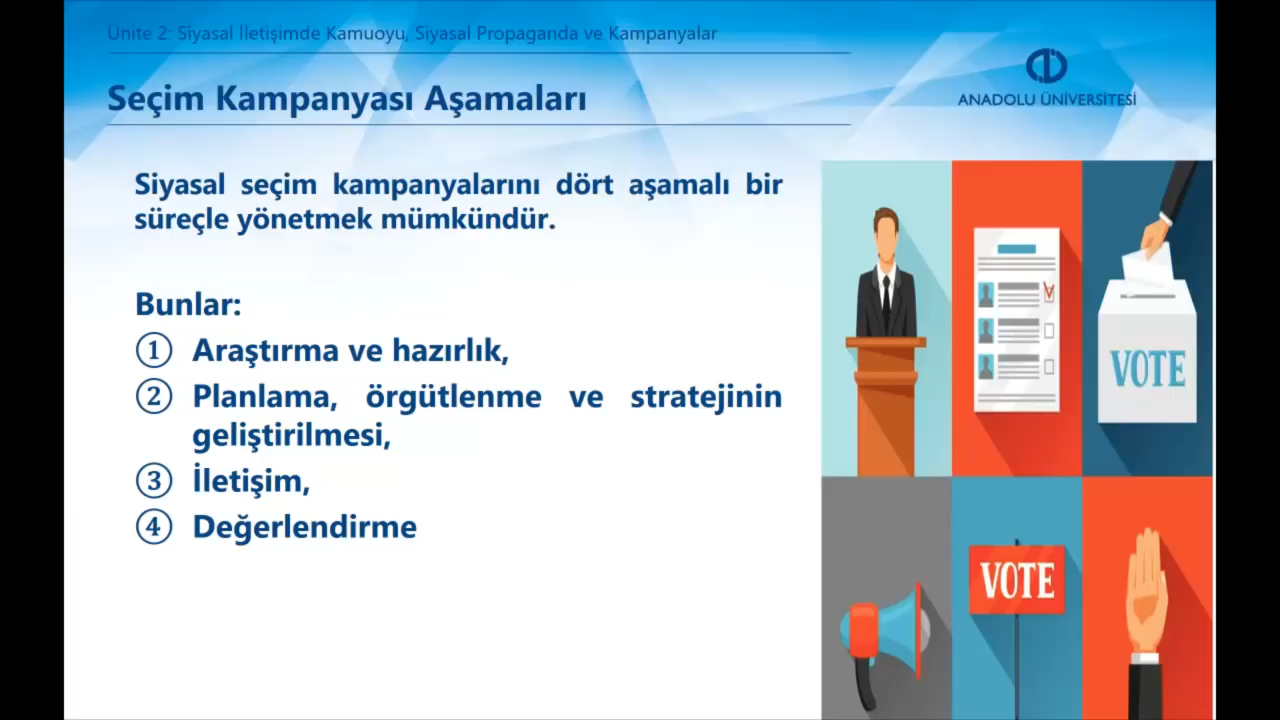 Ünite 2: Siyasal İletişimde Kamuoyu, Siyasal Propaganda ve Kampanyalar
Seçim Kampanyası Aşamaları
ANADOLU ÜNİVERSİTESİ
Siyasal seçim kampanyalarını dört aşamalı bir
süreçle yönetmek mümkündür.
Bunlar:
① Araştırma ve hazırlık,
② Planlama, örgütlenme ve stratejinin
geliştirilmesi,
③ İletişim,
④ Değerlendirme
VOTE
VOTE